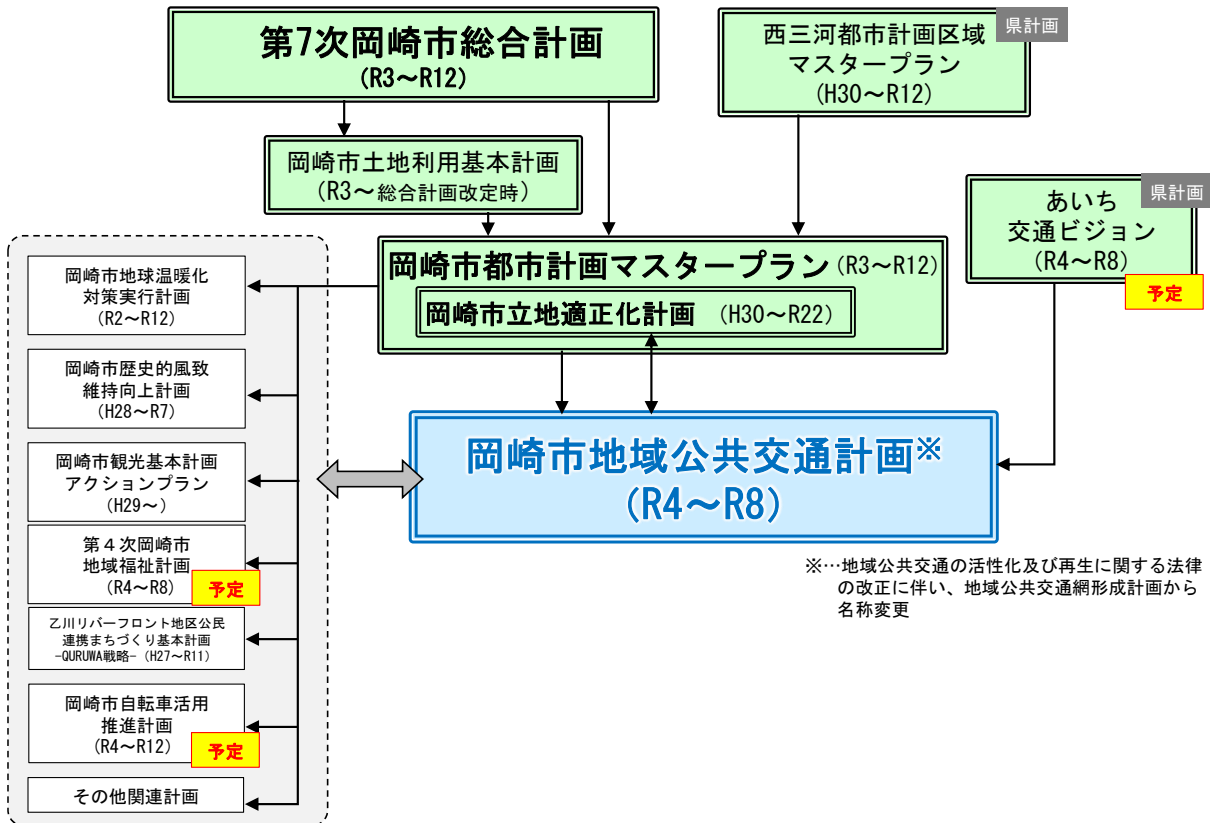 第7次岡崎市総合計画
(R3～R12)
県計画
西三河都市計画区域
マスタープラン
(H30～R12)
岡崎市土地利用基本計画
(R3～総合計画改定時)
県計画
あいち
交通ビジョン
(R4～R8)
予定
岡崎市都市計画マスタープラン(R3～R12)
岡崎市立地適正化計画 (H30～R22)
岡崎市地球温暖化
対策実行計画
(R2～R12)
岡崎市歴史的風致
維持向上計画
(H28～R7)
岡崎市観光基本計画
アクションプラン
(H29～)
第４次岡崎市
地域福祉計画
(R4～R8)
予定
乙川リバーフロント地区公民
連携まちづくり基本計画
-QURUWA戦略- (H27～R11)
岡崎市自転車活用
推進計画
(R4～R12)
予定
その他関連計画
岡崎市地域公共交通計画※
(R4～R8)
※…地域公共交通の活性化及び再生に関する法律
の改正に伴い、地域公共交通網形成計画から
名称変更